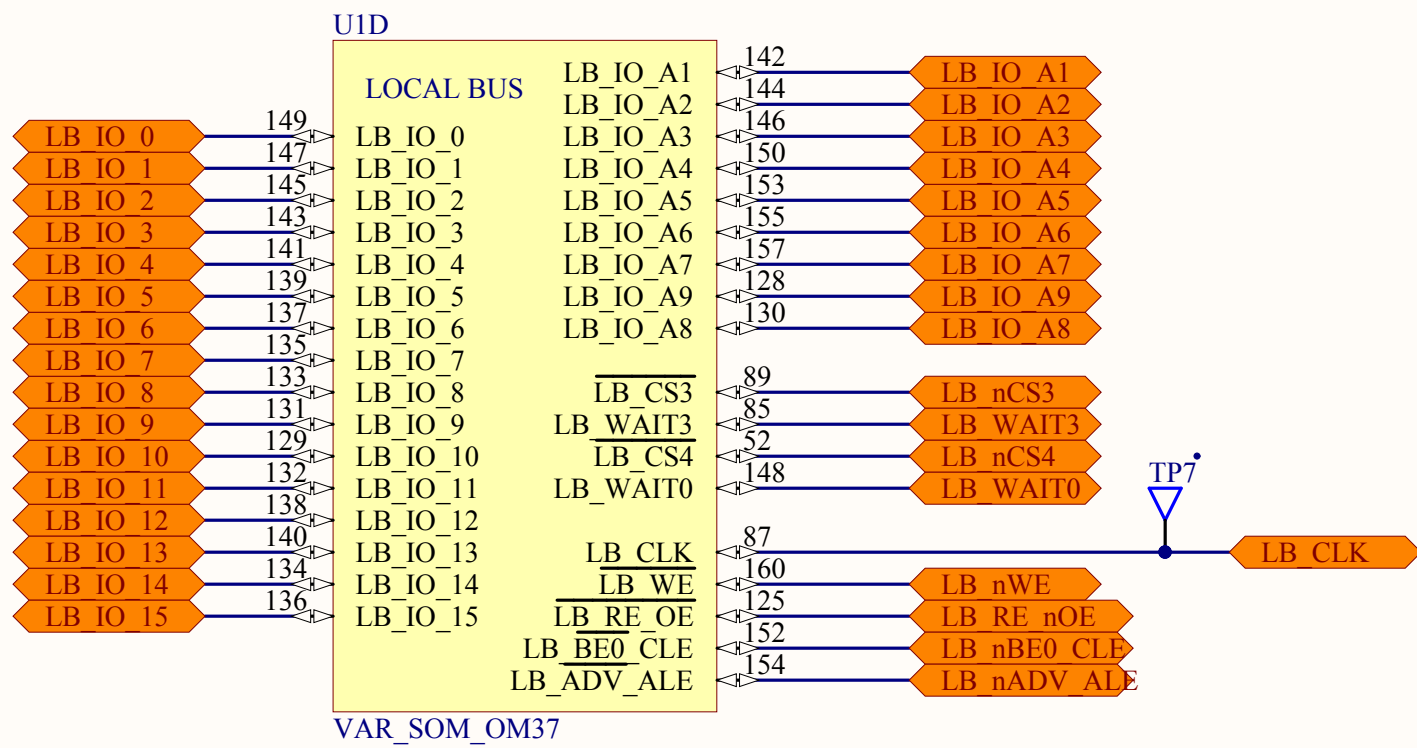 U1D
LOCAL BUS
LB_IO_0 149 LB_IO_0
LB_IO_1 147 LB_IO_1
LB_IO_2 145 LB_IO_2
LB_IO_3 143 LB_IO_3
LB_IO_4 141 LB_IO_4
LB_IO_5 139 LB_IO_5
LB_IO_6 137 LB_IO_6
LB_IO_7 135 LB_IO_7
LB_IO_8 133 LB_IO_8
LB_IO_9 131 LB_IO_9
LB_IO_10 129 LB_IO_10
LB_IO_11 132 LB_IO_11
LB_IO_12 138 LB_IO_12
LB_IO_13 140 LB_IO_13
LB_IO_14 134 LB_IO_14
LB_IO_15 136 LB_IO_15
LB_IO_A1 142 LB_IO_A1
LB_IO_A2 144 LB_IO_A2
LB_IO_A3 146 LB_IO_A3
LB_IO_A4 150 LB_IO_A4
LB_IO_A5 153 LB_IO_A5
LB_IO_A6 155 LB_IO_A6
LB_IO_A7 157 LB_IO_A7
LB_IO_A9 128 LB_IO_A9
LB_IO_A8 130 LB_IO_A8
LB_CS3 89 LB_nCS3
LB_WAIT3 85 LB_WAIT3
LB_CS4 52 LB_nCS4
LB_WAIT0 148 LB_WAIT0
TP7
LB_CLK 87 LB_CLK
LB_WE 160 LB_nWE
LB_RE_OE 125 LB_RE_nOE
LB_BE0_CLE 152 LB_nBE0_CLE
LB_ADV_ALE 154 LB_nADV_ALE
VAR_SOM_OM37